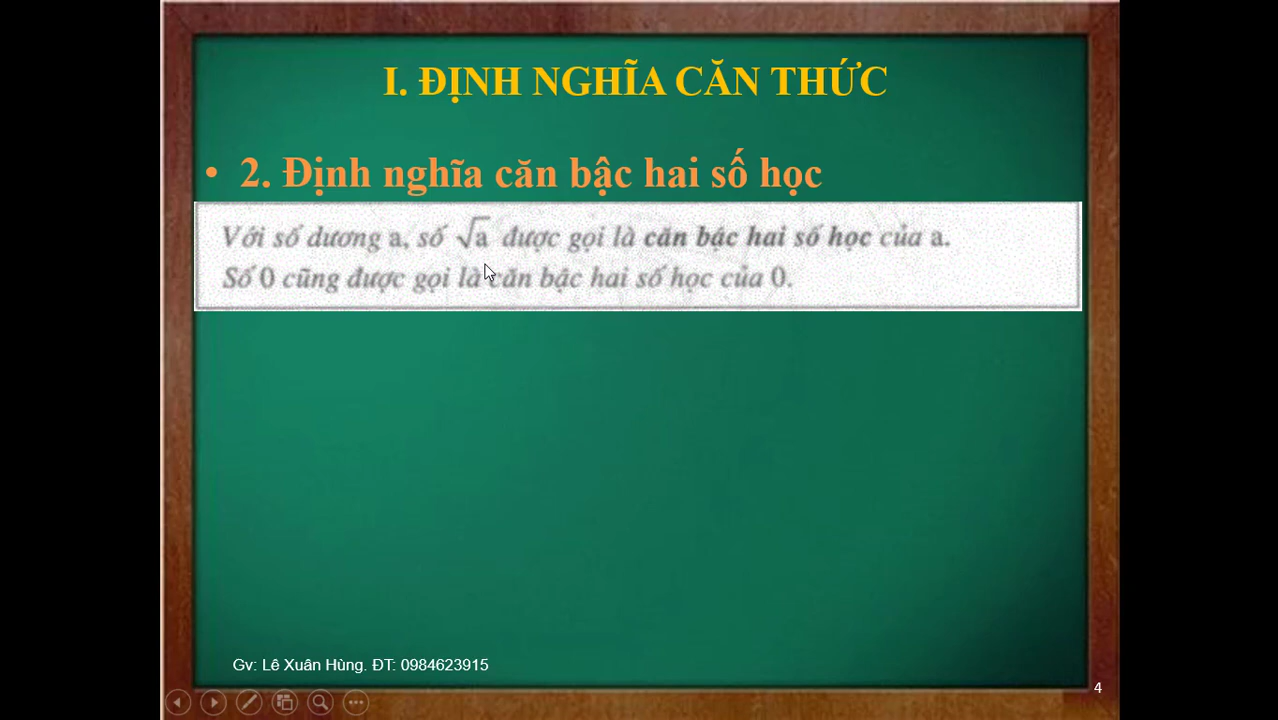 I. ĐỊNH NGHĨA CĂN THỨC
• 2. Định nghĩa căn bậc hai số học
Với số dương a, số √a được gọi là căn bậc hai số học của a.
Số 0 cũng được gọi là căn bậc hai số học của 0.
Gv: Lê Xuân Hùng. ĐT: 0984623915
4